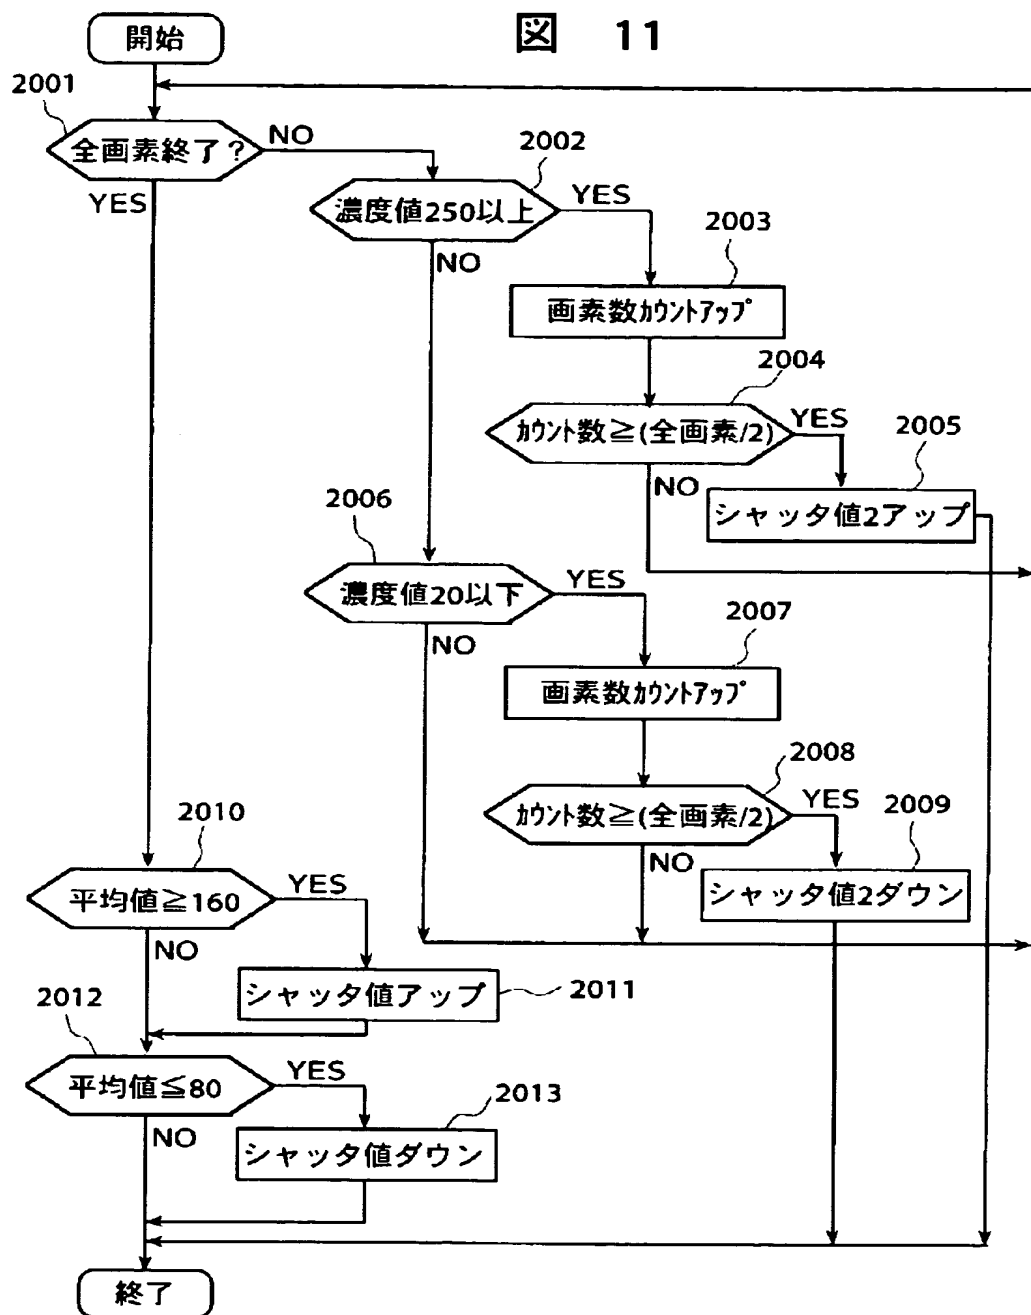 図 11
開始
2001
全画素終了?
NO
YES
2002
濃度値250以上
YES
NO
2003
画素数カウントアップ
2004
カウント数≧(全画素/2)
YES
NO
2005
シャッタ値2アップ
2006
濃度値20以下
YES
NO
2007
画素数カウントアップ
2008
カウント数≧(全画素/2)
YES
NO
2009
シャッタ値2ダウン
2010
平均値≧160
YES
NO
シャッタ値アップ
2011
2012
平均値≦80
YES
NO
2013
シャッタ値ダウン
終了